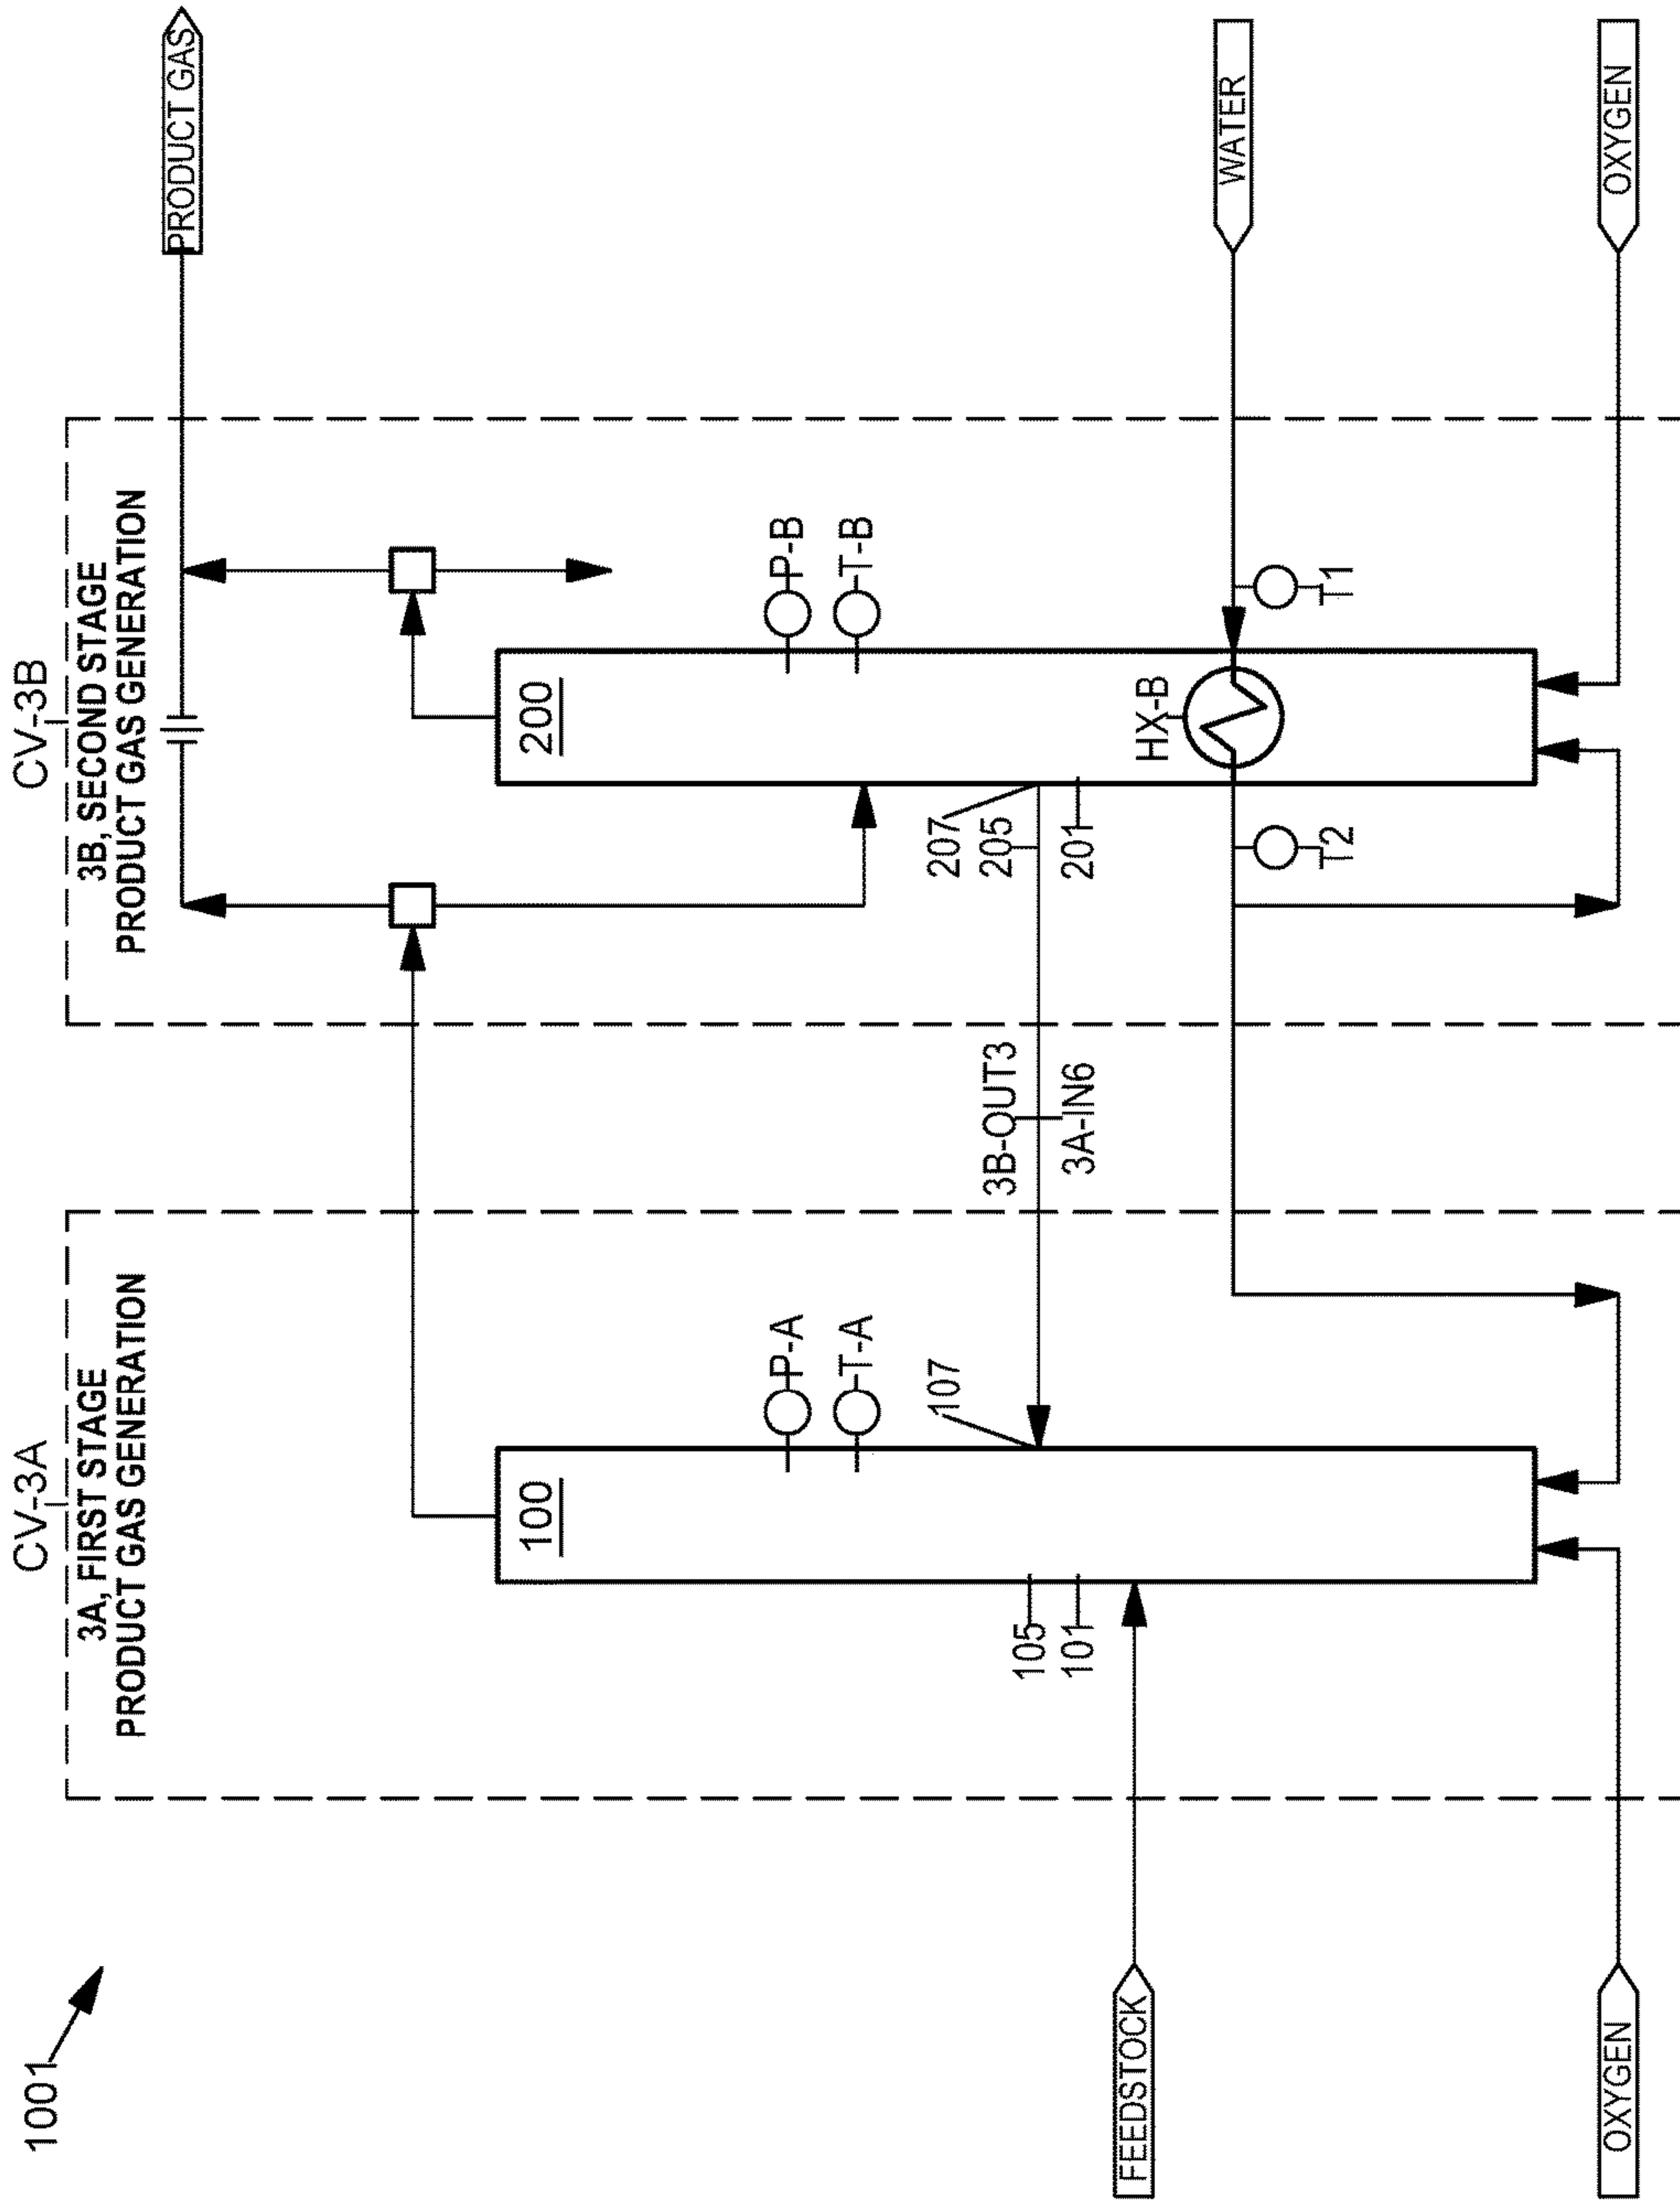 1001
CV-3A
3A, FIRST STAGE
PRODUCT GAS GENERATION
CV-3B
3B, SECOND STAGE
PRODUCT GAS GENERATION
PRODUCT GAS
100
200
P-A
T-A
P-B
T-B
107
105
101
207
205
201
3B-OUT3
3A-IN6
HX-B
FEEDSTOCK
WATER
T2
T1
OXYGEN
OXYGEN